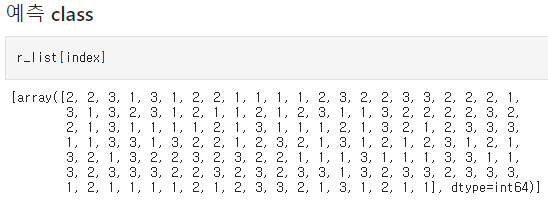 예측 class
r_list[index]
[array([2, 2, 3, 1, 3, 1, 2, 2, 1, 1, 1, 1, 2, 3, 2, 2, 3, 3, 2, 2, 2, 1,
3, 1, 3, 2, 3, 1, 2, 1, 1, 2, 1, 2, 3, 1, 1, 3, 2, 2, 2, 2, 3, 2,
2, 1, 3, 1, 1, 1, 1, 2, 1, 3, 1, 1, 1, 2, 1, 3, 2, 1, 2, 3, 3, 3,
1, 1, 3, 3, 1, 3, 2, 2, 2, 2, 2, 1, 3, 2, 2, 3, 2, 1, 1, 2, 2, 1,
3, 2, 1, 3, 2, 2, 3, 2, 3, 2, 2, 1, 1, 1, 3, 1, 1, 1, 3, 3, 1, 1,
3, 2, 3, 3, 3, 2, 2, 3, 2, 3, 3, 1, 3, 2, 1, 3, 3, 2, 3, 3, 3,
1, 2, 1, 1, 1, 1, 2, 1, 2, 3, 3, 2, 1, 3, 1, 2, 1, 1], dtype=int64)]